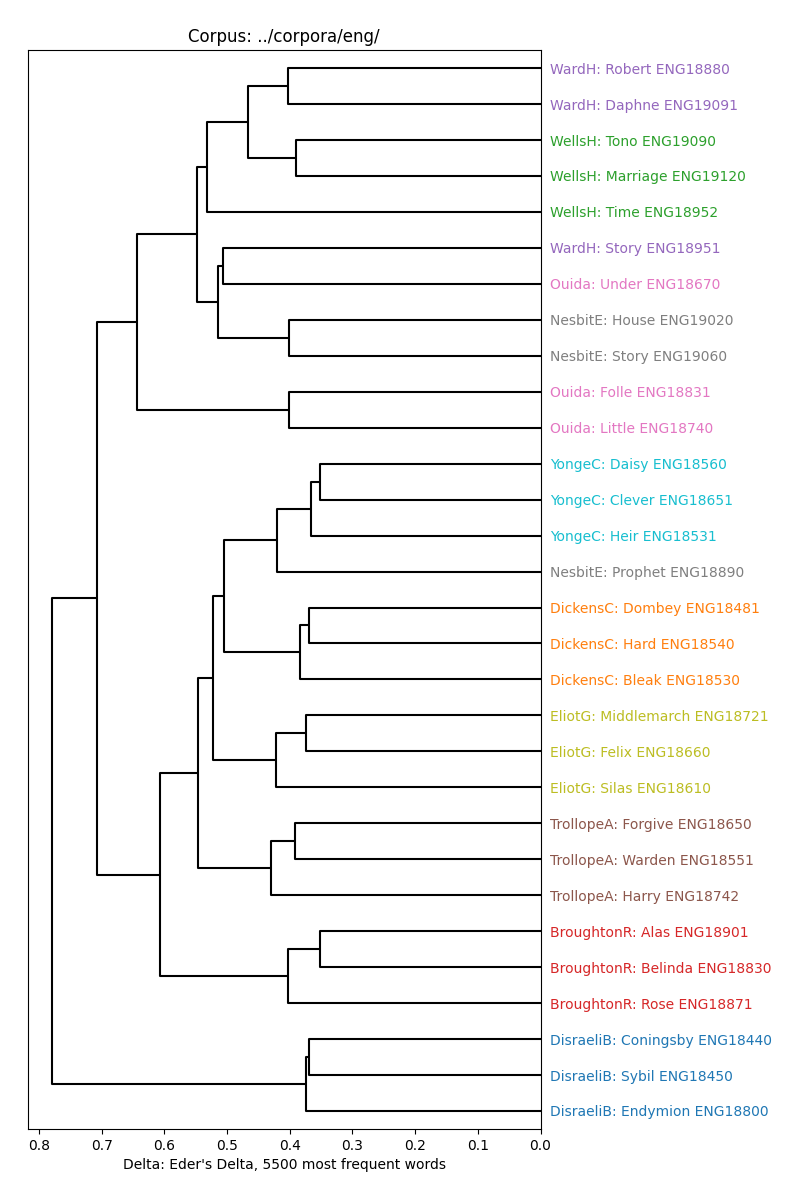 Corpus: ../corpora/eng/
WardH: Robert ENG18880
WardH: Daphne ENG19091
WellsH: Tono ENG19090
WellsH: Marriage ENG19120
WellsH: Time ENG18952
WardH: Story ENG18951
Ouida: Under ENG18670
NesbitE: House ENG19020
NesbitE: Story ENG19060
Ouida: Folle ENG18831
Ouida: Little ENG18740
YongeC: Daisy ENG18560
YongeC: Clever ENG18651
YongeC: Heir ENG18531
NesbitE: Prophet ENG18890
DickensC: Dombey ENG18481
DickensC: Hard ENG18540
DickensC: Bleak ENG18530
EliotG: Middlemarch ENG18721
EliotG: Felix ENG18660
EliotG: Silas ENG18610
TrollopeA: Forgive ENG18650
TrollopeA: Warden ENG18551
TrollopeA: Harry ENG18742
BroughtonR: Alas ENG18901
BroughtonR: Belinda ENG18830
BroughtonR: Rose ENG18871
DisraeliB: Coningsby ENG18440
DisraeliB: Sybil ENG18450
DisraeliB: Endymion ENG18800
0.8 0.7 0.6 0.5 0.4 0.3 0.2 0.1 0.0
Delta: Eder's Delta, 5500 most frequent words